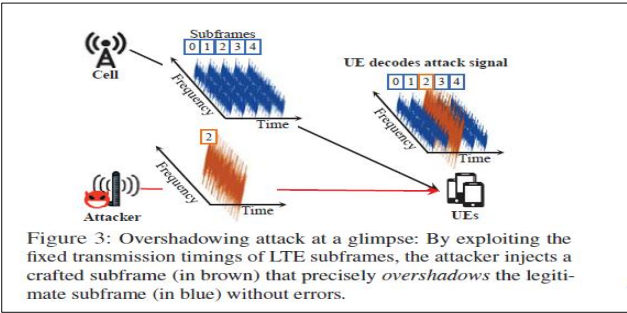 Subframes
0 1 2 3 4
Cell
Frequency
Time
UE decodes attack signal
0 1 2 3 4
Frequency
Time
2
Frequency
Time
Attacker
UEs
Figure 3: Overshadowing attack at a glimpse: By exploiting the
fixed transmission timings of LTE subframes, the attacker injects a
crafted subframe (in brown) that precisely overshadows the legiti-
mate subframe (in blue) without errors.